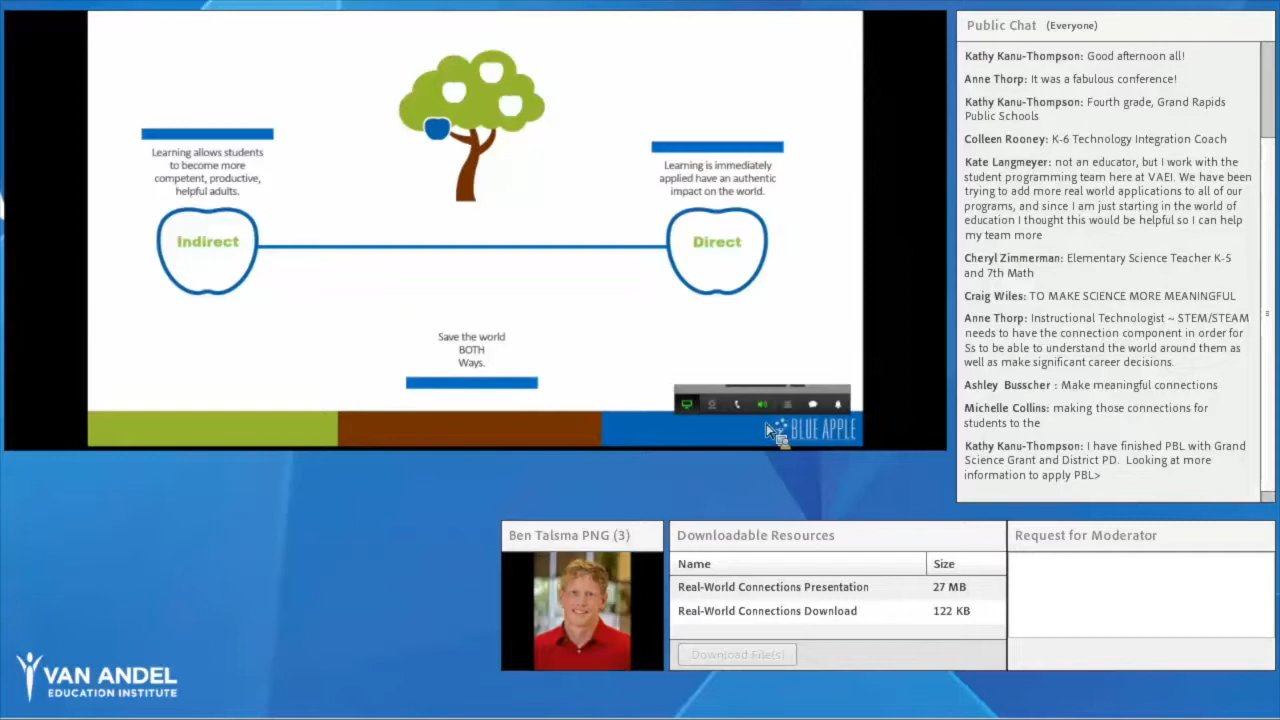 Learning allows students
to become more
competent, productive,
helpful adults.
Indirect
Learning is immediately
applied have an authentic
impact on the world.
Direct
Save the world
BOTH
Ways.
BLUE APPLE
Public Chat (Everyone)
Kathy Kanu-Thompson: Good afternoon all!
Anne Thorp: It was a fabulous conference!
Kathy Kanu-Thompson: Fourth grade, Grand Rapids
Public Schools
Colleen Rooney: K-6 Technology Integration Coach
Kate Langmeyer: not an educator, but I work with the
student programming team here at VAEI. We have been
trying to add more real world applications to all of our
programs, and since I am just starting in the world of
education I thought this would be helpful so I can help
my team more
Cheryl Zimmerman: Elementary Science Teacher K-5
and 7th Math
Craig Wiles: TO MAKE SCIENCE MORE MEANINGFUL
Anne Thorp: Instructional Technologist ~ STEM/STEAM
needs to have the connection component in order for
Ss to be able to understand the world around them as
well as make significant career decisions.
Ashley Busscher : Make meaningful connections
Michelle Collins: making those connections for
students to the
Kathy Kanu-Thompson: I have finished PBL with Grand
Science Grant and District PD. Looking at more
information to apply PBL>
Ben Talsma PNG (3)
Downloadable Resources
Name Size
Real-World Connections Presentation 27 MB
Real-World Connections Download 122 KB
Download File(s)
Request for Moderator
VAN ANDEL
EDUCATION INSTITUTE